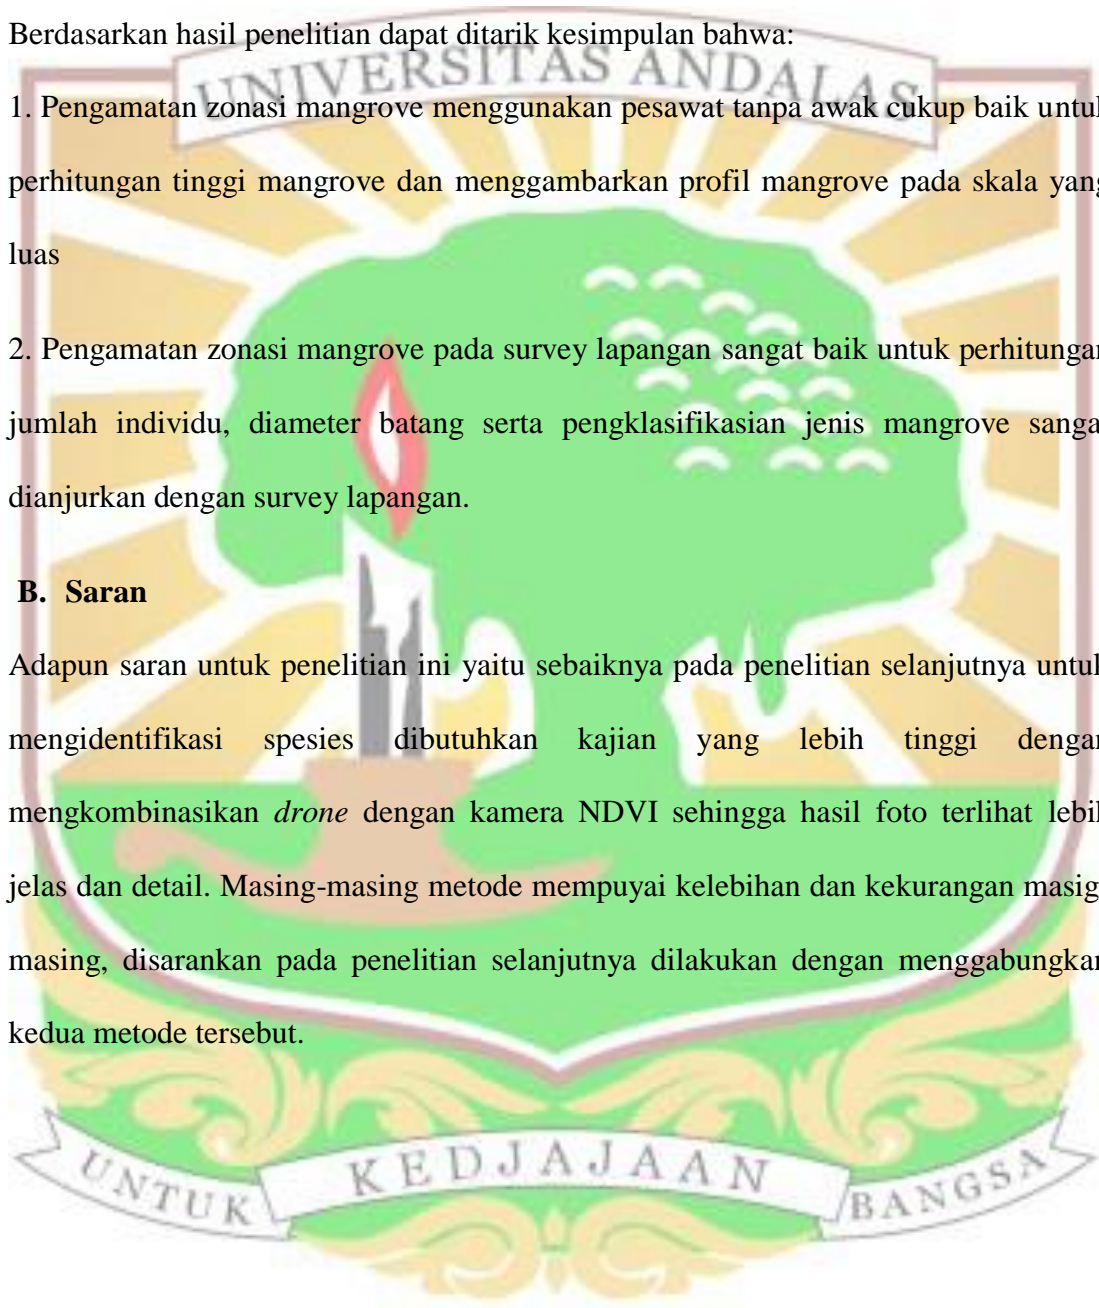 Berdasarkan hasil penelitian dapat ditarik kesimpulan bahwa:
UNIVERSITAS ANDALAS
1. Pengamatan zonasi mangrove menggunakan pesawat tanpa awak cukup baik untuk
perhitungan tinggi mangrove dan menggambarkan profil mangrove pada skala yang
luas
2. Pengamatan zonasi mangrove pada survey lapangan sangat baik untuk perhitungan
jumlah individu, diameter batang serta pengklasifikasian jenis mangrove sanga
dianjurkan dengan survey lapangan.
B. Saran
Adapun saran untuk penelitian ini yaitu sebaiknya pada penelitian selanjutnya untuk
mengidentifikasi spesies dibutuhkan kajian yang lebih tinggi dengan
mengkombinasikan drone dengan kamera NDVI sehingga hasil foto terlihat lebih
jelas dan detail. Masing-masing metode mempuyai kelebihan dan kekurangan masig-
masing, disarankan pada penelitian selanjutnya dilakukan dengan menggabungkan
kedua metode tersebut.
UNTUK KEDJAJAAN BANGSA